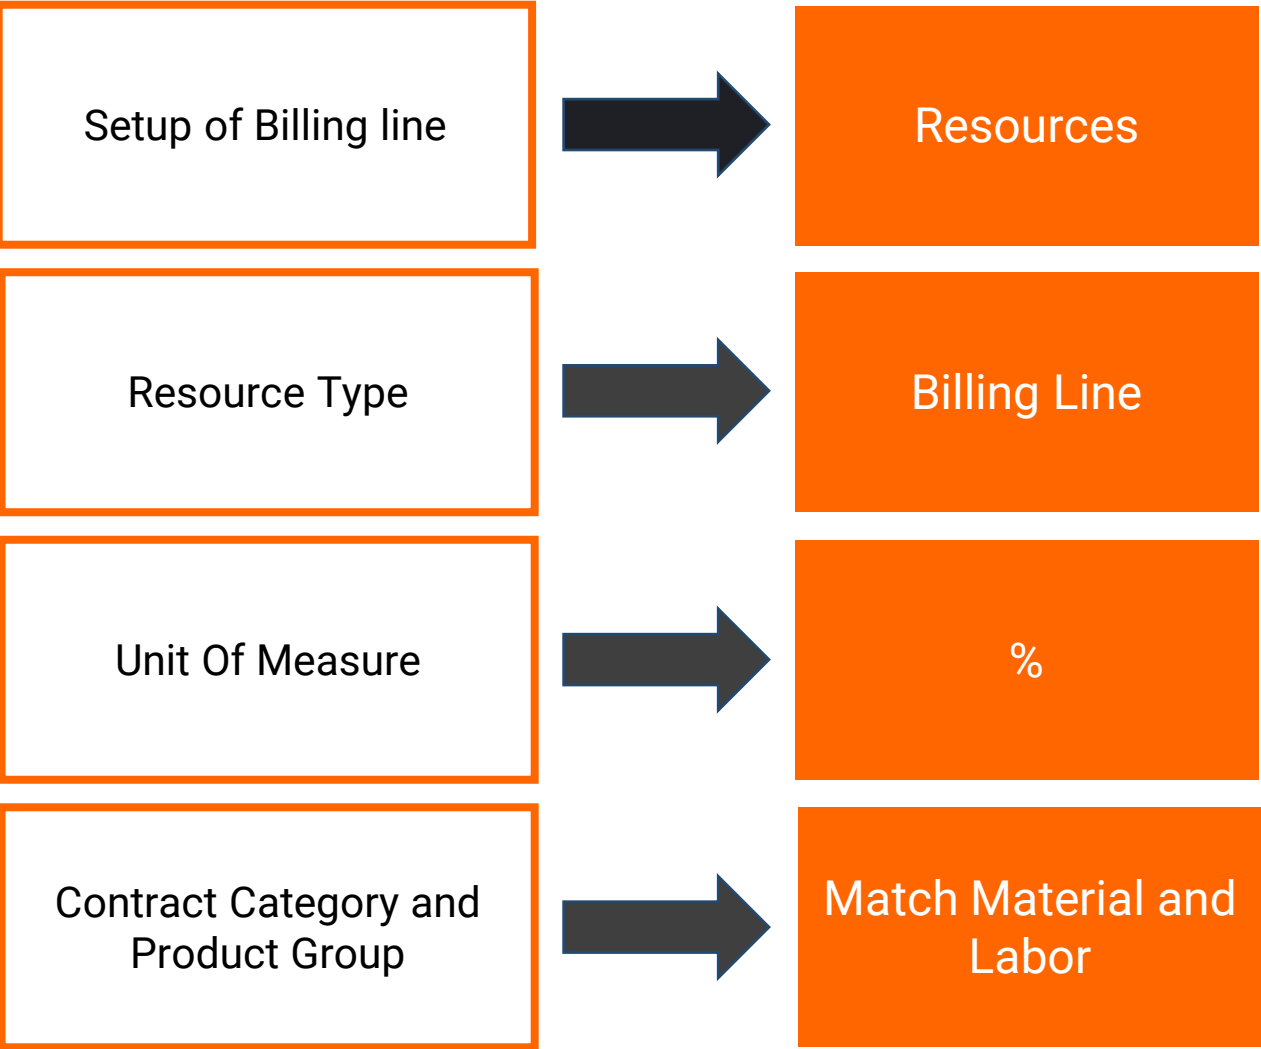 Setup of Billing line
Resources
Resource Type
Billing Line
Unit Of Measure
%
Contract Category and
Product Group
Match Material and
Labor